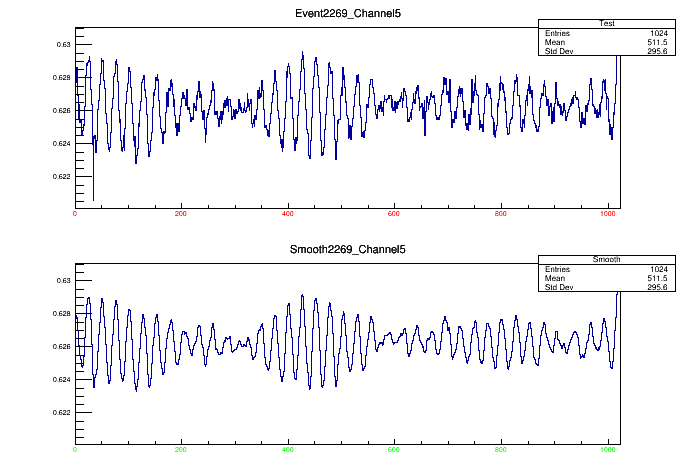 Event2269_Channel5
Test
Entries 1024
Mean 511.5
Std Dev 295.6
0.63
0.628
0.626
0.624
0.622
0 200 400 600 800 1000
Smooth2269_Channel5
Smooth
Entries 1024
Mean 511.5
Std Dev 295.6
0.63
0.628
0.626
0.624
0.622
0 200 400 600 800 1000